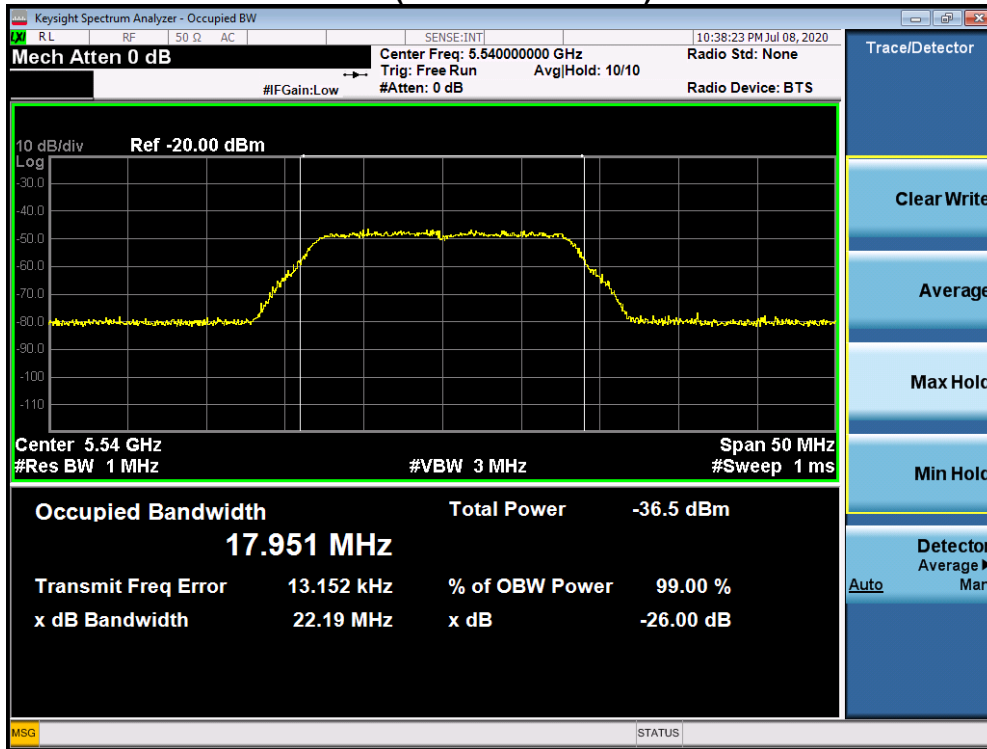 Keysight Spectrum Analyzer - Occupied BW
LXI RL RF 50 Ω AC SENSE:INT 10:38:23 PM Jul 08, 2020
Mech Atten 0 dB Center Freq: 5.540000000 GHz Radio Std: None
Trig: Free Run Avg|Hold: 10/10
#IFGain:Low #Atten: 0 dB Radio Device: BTS
10 dB/div Ref -20.00 dBm
Log
-30.0
-40.0
-50.0
-60.0
-70.0
-80.0
-90.0
-100
-110
Center 5.54 GHz Span 50 MHz
#Res BW 1 MHz #VBW 3 MHz #Sweep 1 ms
Occupied Bandwidth Total Power -36.5 dBm
17.951 MHz
Transmit Freq Error 13.152 kHz % of OBW Power 99.00 %
x dB Bandwidth 22.19 MHz x dB -26.00 dB
MSG STATUS
Trace/Detector
Clear Write
Average
Max Hold
Min Hold
Detector
Average
Auto Man